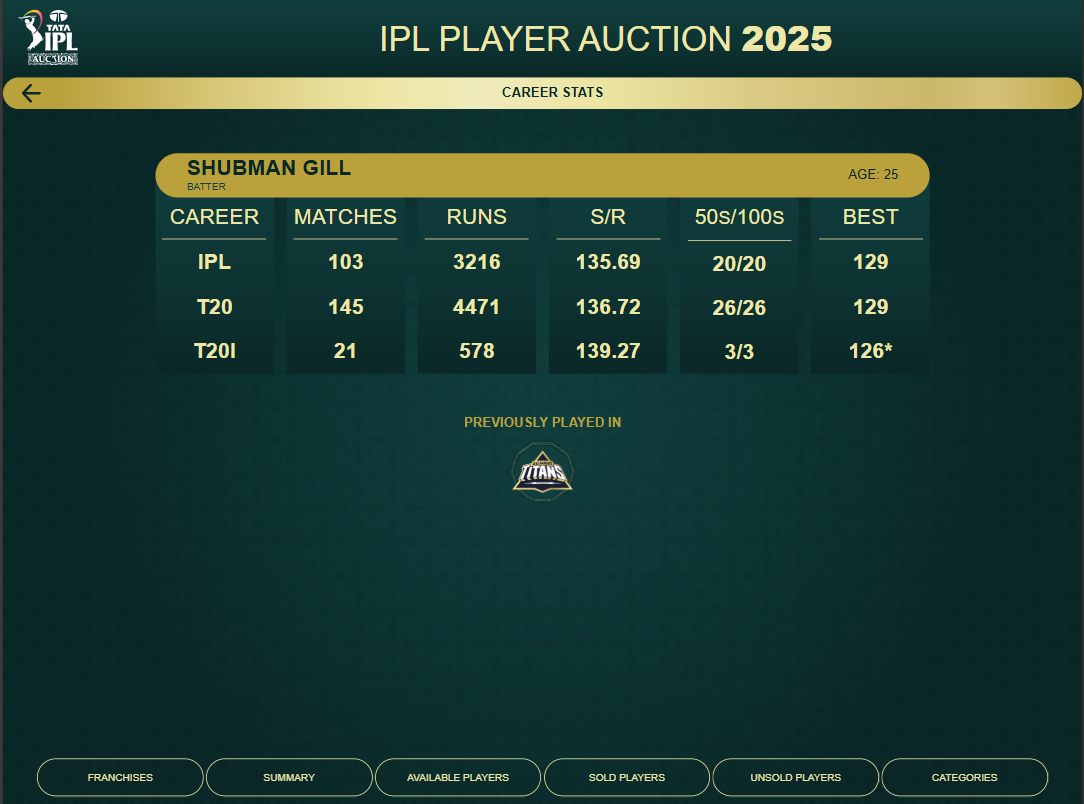 TATA
IPL
AUCTION
IPL PLAYER AUCTION 2025
CAREER STATS
SHUBMAN GILL
BATTER
AGE: 25
CAREER MATCHES RUNS S/R 50S/100S BEST
IPL 103 3216 135.69 20/20 129
T20 145 4471 136.72 26/26 129
T20I 21 578 139.27 3/3 126*
PREVIOUSLY PLAYED IN
TITANS
FRANCHISES SUMMARY AVAILABLE PLAYERS SOLD PLAYERS UNSOLD PLAYERS CATEGORIES